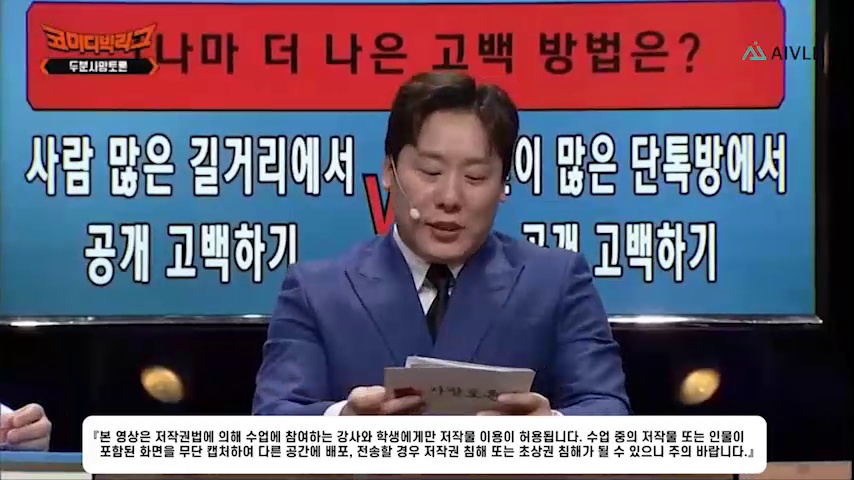 코미디빅리그
두분사망토론
나마 더 나은 고백 방법은?
AIVLE
사람 많은 길거리에서
공개 고백하기
V
이 많은 단톡방에서
공개 고백하기
사망토론
『본 영상은 저작권법에 의해 수업에 참여하는 강사와 학생에게만 저작물 이용이 허용됩니다. 수업 중의 저작물 또는 인물이
포함된 화면을 무단 캡처하여 다른 공간에 배포, 전송할 경우 저작권 침해 또는 초상권 침해가 될 수 있으니 주의 바랍니다.』